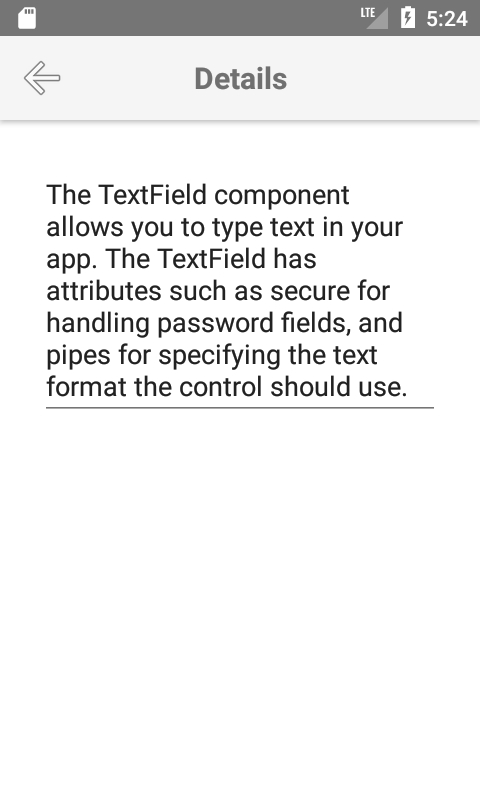 LTE 5:24
Details
The TextField component
allows you to type text in your
app. The TextField has
attributes such as secure for
handling password fields, and
pipes for specifying the text
format the control should use.